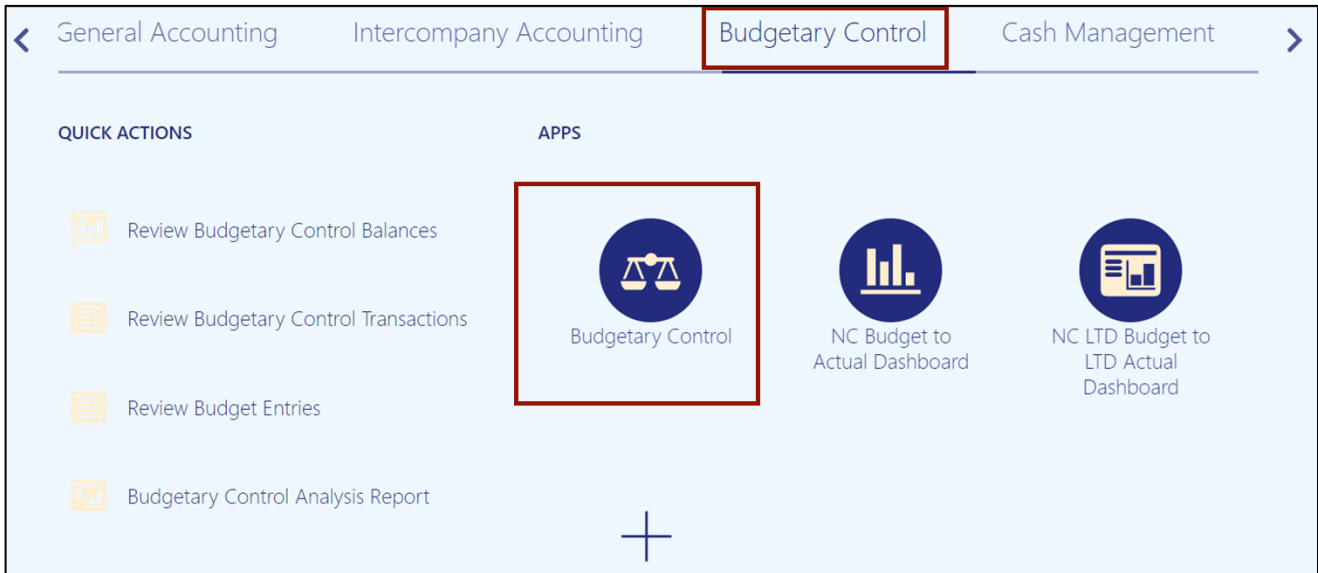 General Accounting
Intercompany Accounting
Budgetary Control
Cash Management
QUICK ACTIONS
APPS
Review Budgetary Control Balances
Review Budgetary Control Transactions
Review Budget Entries
Budgetary Control Analysis Report
Budgetary Control
NC Budget to
Actual Dashboard
NC LTD Budget to
LTD Actual
Dashboard